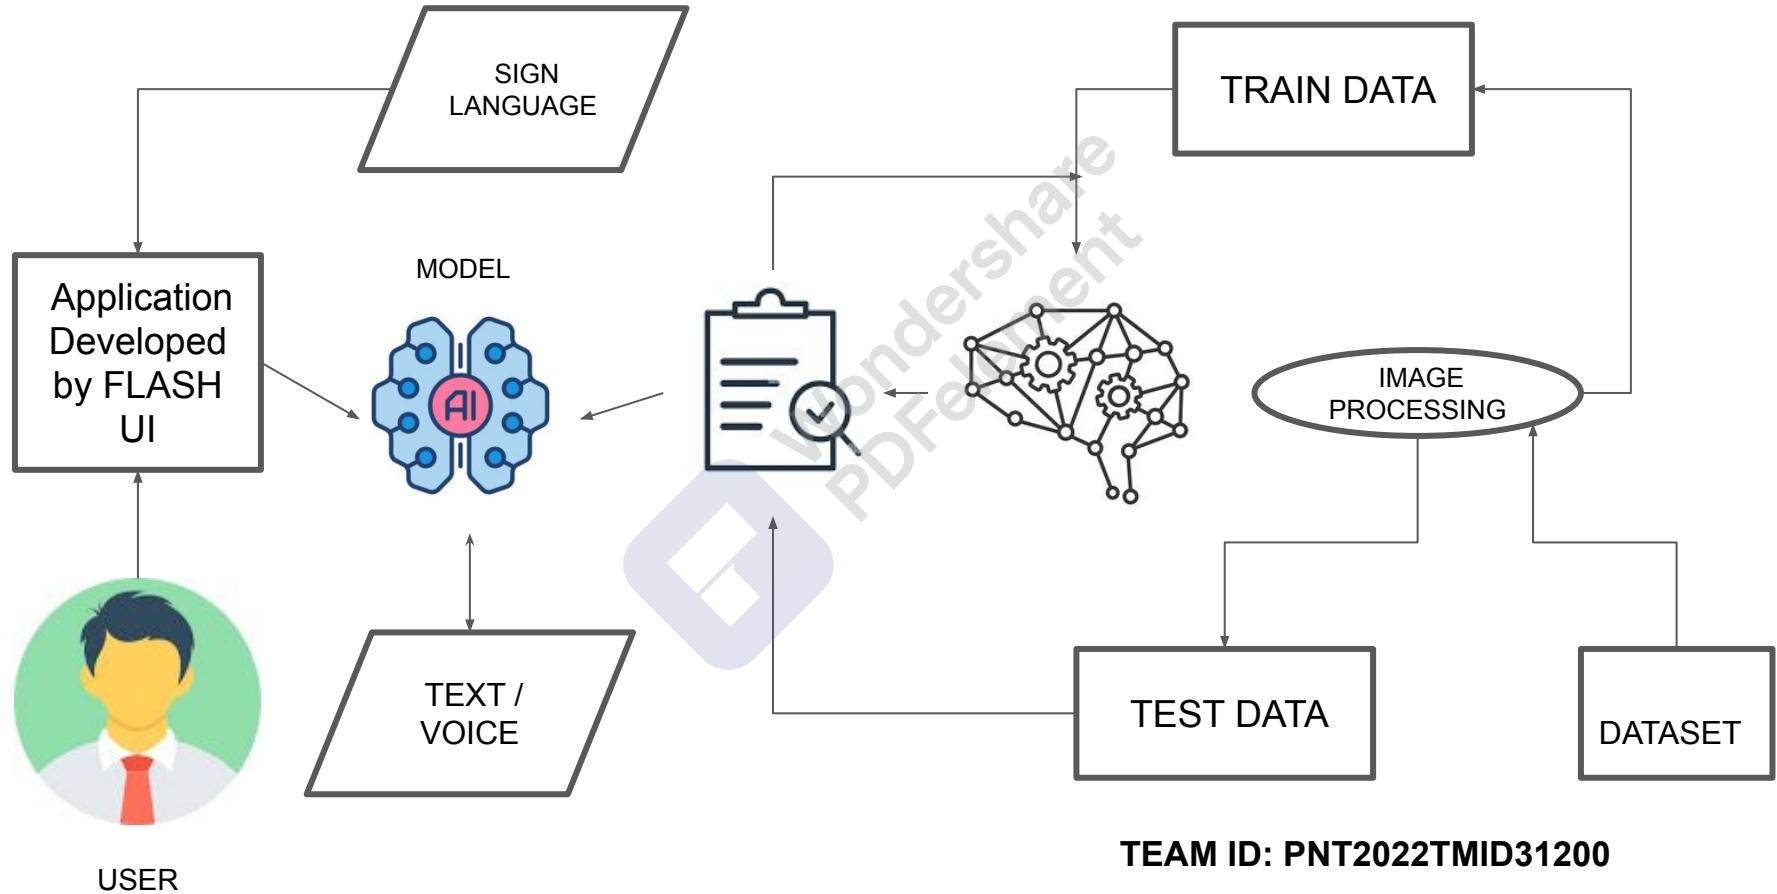 SIGN
LANGUAGE
TRAIN DATA
Application
Developed
by FLASH
UI
MODEL
AI
IMAGE
PROCESSING
Wondershare
PDFelement
TEXT /
VOICE
TEST DATA
DATASET
TEAM ID: PNT2022TMID31200
USER